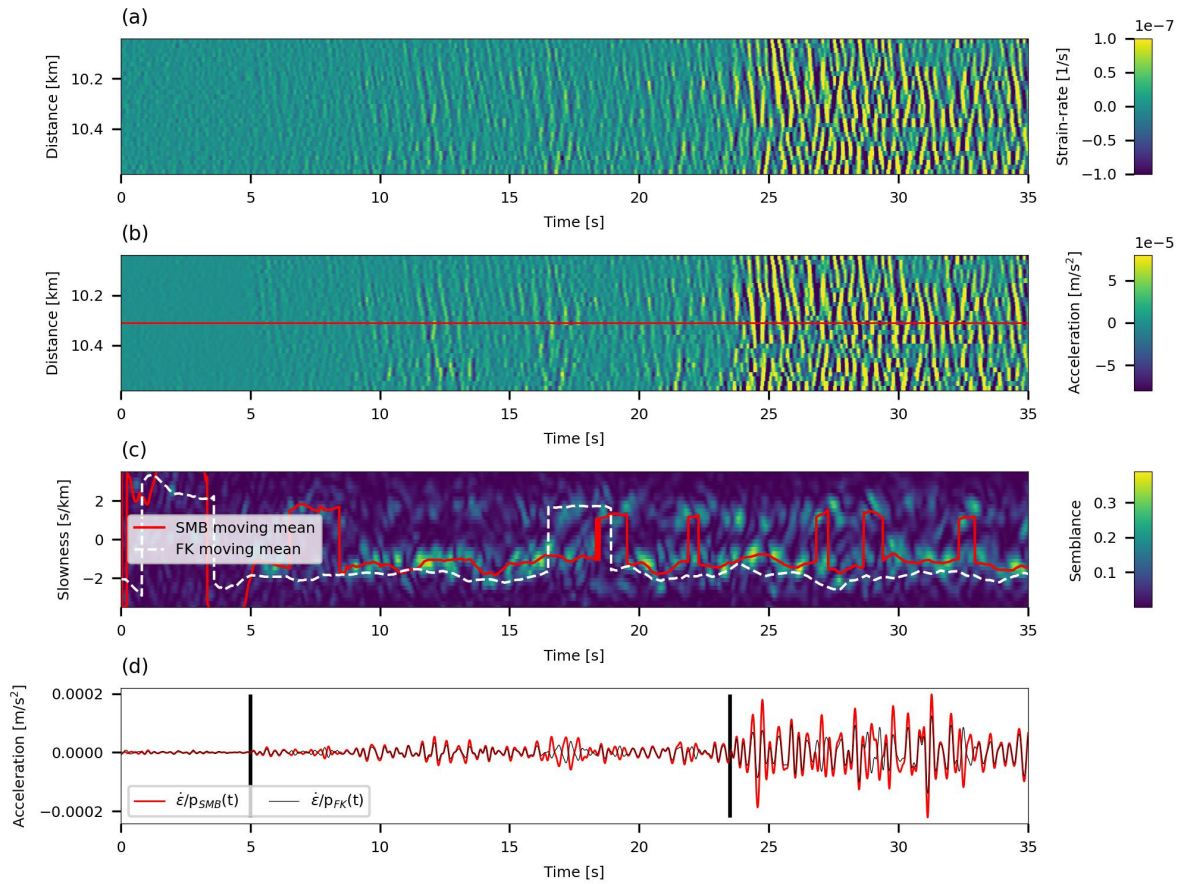 (a)
1e−7
Distance [km]
10.2
10.4
0 5 10 15 20 25 30 35
Time [s]
Strain-rate [1/s]
1.0
0.5
0.0
−0.5
−1.0
(b)
1e−5
Distance [km]
10.2
10.4
0 5 10 15 20 25 30 35
Time [s]
Acceleration [m/s²]
5
0
−5
(c)
Slowness [s/km]
2
0
−2
SMB moving mean
FK moving mean
0 5 10 15 20 25 30 35
Time [s]
Semblance
0.3
0.2
0.1
(d)
Acceleration [m/s²]
0.0002
0.0000
−0.0002
ε̇/p_SMB(t) ε̇/p_FK(t)
0 5 10 15 20 25 30 35
Time [s]